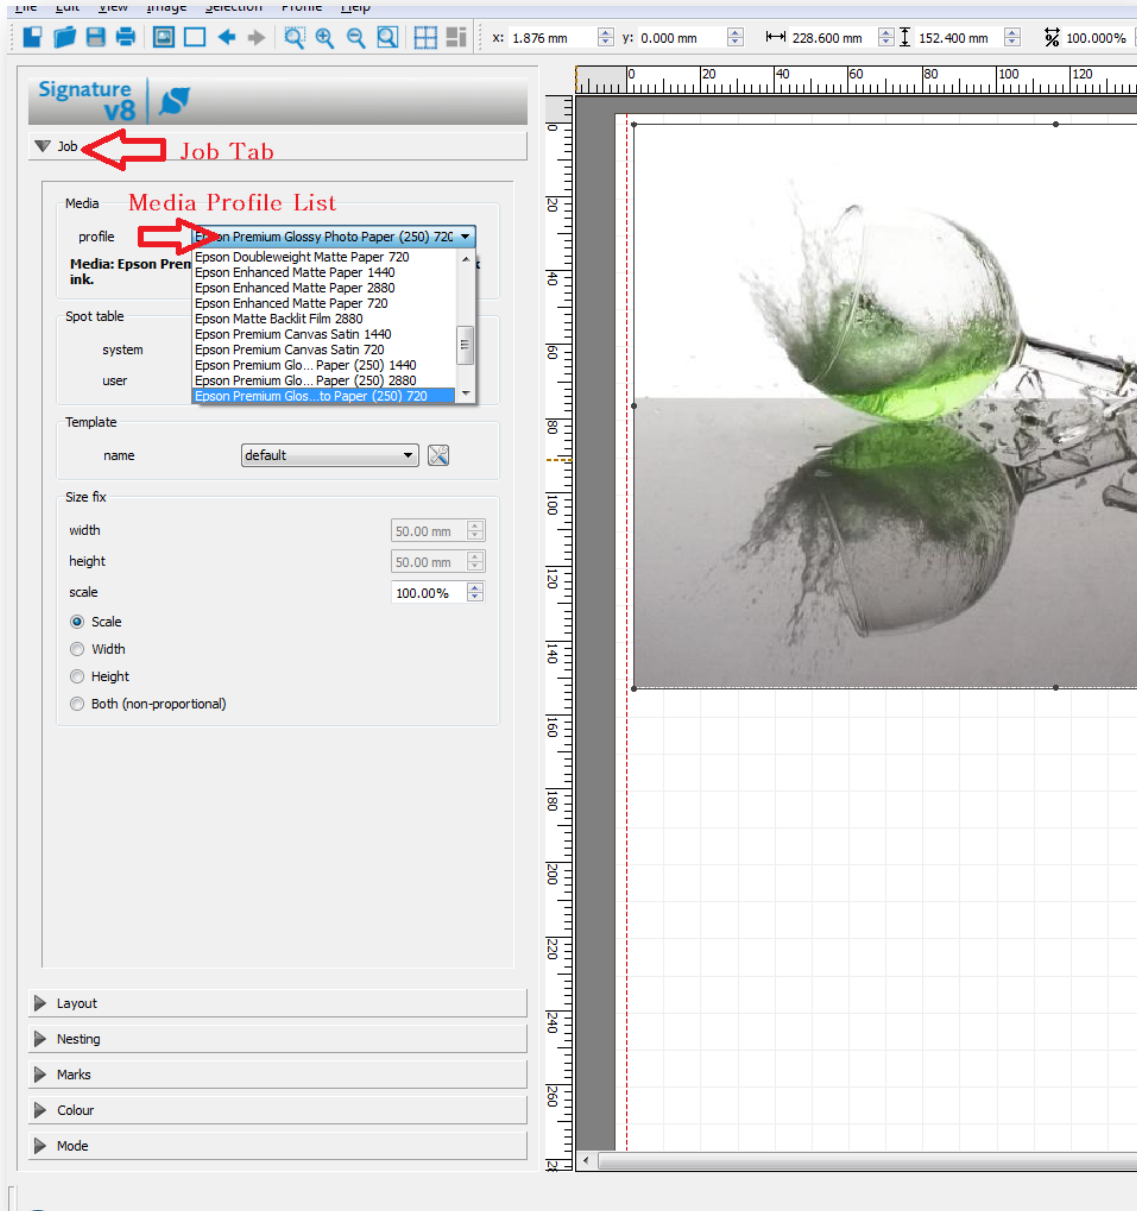 File Edit View Image Selection Profile Help
x: 1.876 mm y: 0.000 mm 228.600 mm 152.400 mm 100.000%
Signature
v8
Job
Job Tab
Media
Media Profile List
profile
Epson Premium Glossy Photo Paper (250) 720
Media: Epson Prem
ink.
Epson Doubleweight Matte Paper 720
Epson Enhanced Matte Paper 1440
Epson Enhanced Matte Paper 2880
Epson Enhanced Matte Paper 720
Epson Matte Backlit Film 2880
Epson Premium Canvas Satin 1440
Epson Premium Canvas Satin 720
Epson Premium Glo... Paper (250) 1440
Epson Premium Glo... Paper (250) 2880
Epson Premium Glos...to Paper (250) 720
Spot table
system
user
Template
name default
Size fix
width 50.00 mm
height 50.00 mm
scale 100.00%
Scale
Width
Height
Both (non-proportional)
Layout
Nesting
Marks
Colour
Mode
0 20 40 60 80 100 120
0
20
40
60
80
100
120
140
160
180
200
220
240
260